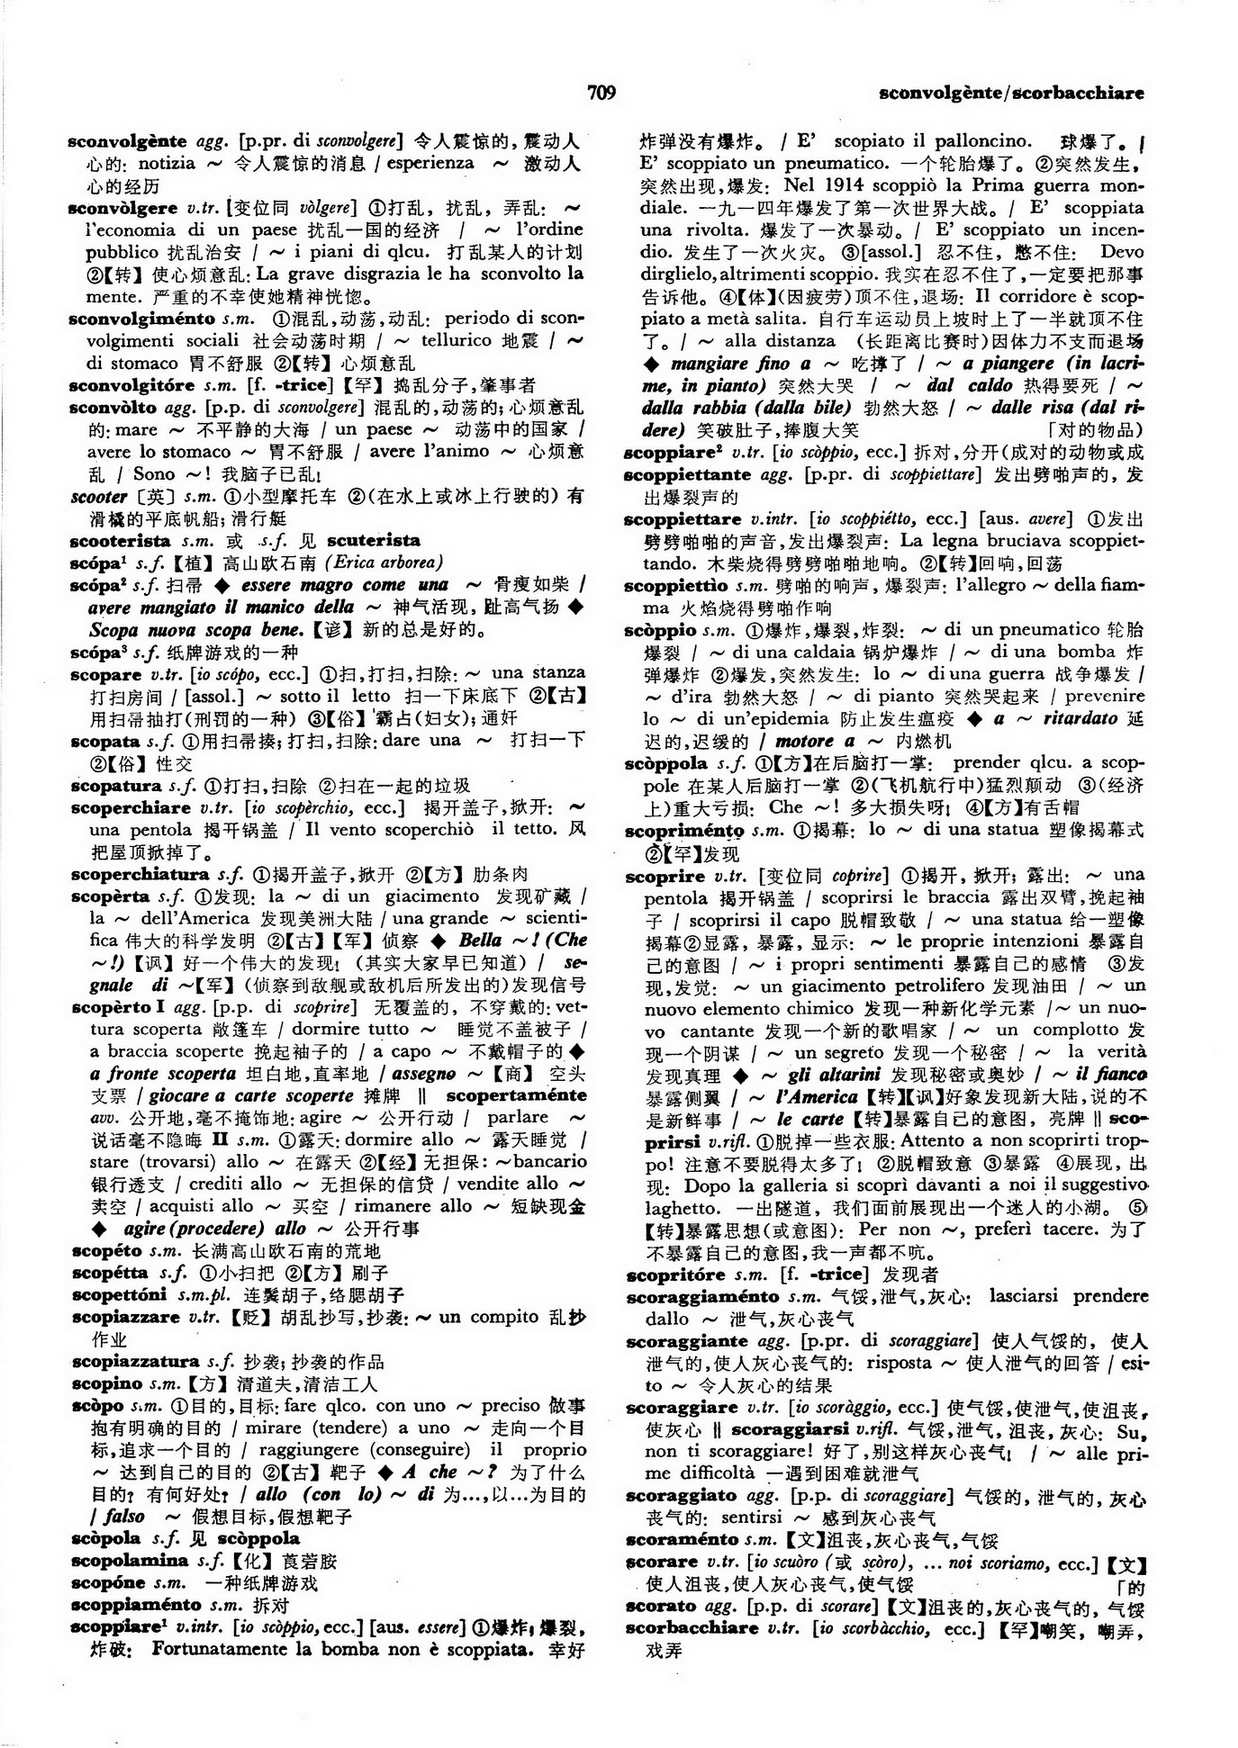 709
sconvolgènte/scorbacchiare
sconvolgènte agg. [p.pr. di sconvolgere] 令人震惊的, 震动人
心的: notizia ~ 令人震惊的消息 / esperienza ~ 激动人
心的经历
sconvòlgere v.tr. [变位同 vòlgere] ①打乱, 扰乱, 弄乱: ~
l'economia di un paese 扰乱一国的经济 / ~ l'ordine
pubblico 扰乱治安 / ~ i piani di qlcu. 打乱某人的计划
②【转】使心烦意乱: La grave disgrazia le ha sconvolto la
mente. 严重的不幸使她精神恍惚。
sconvolgiménto s.m. ①混乱,动荡,动乱: periodo di scon-
volgimenti sociali 社会动荡时期 / ~ tellurico 地震 / ~
di stomaco 胃不舒服 ②【转】心烦意乱
sconvolgitóre s.m. [f. -trice] 【罕】捣乱分子,肇事者
sconvòlto agg. [p.p. di sconvolgere] 混乱的,动荡的;心烦意乱
的: mare ~ 不平静的大海 / un paese ~ 动荡中的国家 /
avere lo stomaco ~ 胃不舒服 / avere l'animo ~ 心烦意
乱 / Sono ~! 我脑子已乱!
scooter [英] s.m. ①小型摩托车 ②(在水上或冰上行驶的)有
滑橇的平底帆船;滑行艇
scooterista s.m. 或 s.f. 见 scuterista
scópa¹ s.f. 【植】高山欧石南 (Erica arborea)
scópa² s.f. 扫帚 ◆ essere magro come una ~ 骨瘦如柴 /
avere mangiato il manico della ~ 神气活现, 趾高气扬 ◆
Scopa nuova scopa bene. 【谚】新的总是好的。
scópa³ s.f. 纸牌游戏的一种
scopare v.tr. [io scópo, ecc.] ①扫,打扫,扫除: ~ una stanza
打扫房间 / [assol.] ~ sotto il letto 扫一下床底下 ②【古】
用扫帚抽打(刑罚的一种) ③【俗】霸占(妇女);通奸
scopata s.f. ①用扫帚揍;打扫,扫除: dare una ~ 打扫一下
②【俗】性交
scopatura s.f. ①打扫,扫除 ②扫在一起的垃圾
scoperchiare v.tr. [io scopèrchio, ecc.] 揭开盖子,掀开: ~
una pentola 揭开锅盖 / Il vento scoperchiò il tetto. 风
把屋顶掀掉了。
scoperchiatura s.f. ①揭开盖子,掀开 ②【方】肋条肉
scopèrta s.f. ①发现: la ~ di un giacimento 发现矿藏 /
la ~ dell'America 发现美洲大陆 / una grande ~ scienti-
fica 伟大的科学发明 ②【古】【军】侦察 ◆ Bella ~! (Che
~!) 【讽】好一个伟大的发现! (其实大家早已知道) / se-
gnale di ~【军】(侦察到敌舰或敌机后所发出的)发现信号
scopèrto I agg. [p.p. di scoprire] 无覆盖的, 不穿戴的: vet-
tura scoperta 敞篷车 / dormire tutto ~ 睡觉不盖被子 /
a braccia scoperte 挽起袖子的 / a capo ~ 不戴帽子的 ◆
a fronte scoperta 坦白地,直率地 / assegno ~ 【商】空头
支票 / giocare a carte scoperte 摊牌 ‖ scopertaménte
avv. 公开地,毫不掩饰地: agire ~ 公开行动 / parlare ~
说话毫不隐晦 II s.m. ①露天: dormire allo ~ 露天睡觉 /
stare (trovarsi) allo ~ 在露天 ②【经】无担保: ~bancario
银行透支 / crediti allo ~ 无担保的信贷 / vendite allo ~
卖空 / acquisti allo ~ 买空 / rimanere allo ~ 短缺现金
◆ agire (procedere) allo ~ 公开行事
scopéto s.m. 长满高山欧石南的荒地
scopétta s.f. ①小扫把 ②【方】刷子
scopettóni s.m.pl. 连鬓胡子,络腮胡子
scopiazzare v.tr. 【贬】胡乱抄写,抄袭: ~ un compito 乱抄
作业
scopiazzatura s.f. 抄袭;抄袭的作品
scopino s.m. 【方】清道夫,清洁工人
scòpo s.m. ①目的,目标: fare qlco. con uno ~ preciso 做事
抱有明确的目的 / mirare (tendere) a uno ~ 走向一个目
标,追求一个目的 / raggiungere (conseguire) il proprio
~ 达到自己的目的 ②【古】靶子 ◆ A che ~? 为了什么
目的? 有何好处? / allo (con lo) ~ di 为...,以...为目的
/ falso ~ 假想目标,假想靶子
scòpola s.f. 见 scòppola
scopolamina s.f. 【化】莨菪胺
scopóne s.m. 一种纸牌游戏
scoppiaménto s.m. 拆对
scoppiare¹ v.intr. [io scòppio, ecc.] [aus. essere] ①爆炸;爆裂,
炸破: Fortunatamente la bomba non è scoppiata. 幸好
炸弹没有爆炸。 / E' scopiato il palloncino. 球爆了。 /
E' scoppiato un pneumatico. 一个轮胎爆了。②突然发生,
突然出现,爆发: Nel 1914 scoppiò la Prima guerra mon-
diale. 一九一四年爆发了第一次世界大战。 / E' scoppiata
una rivolta. 爆发了一次暴动。 / E' scoppiato un incen-
dio. 发生了一次火灾。 ③[assol.] 忍不住, 憋不住: Devo
dirglielo, altrimenti scoppio. 我实在忍不住了,一定要把那事
告诉他。④【体】(因疲劳)顶不住,退场: Il corridore è scop-
piato a metà salita. 自行车运动员上坡时上了一半就顶不住
了。/ ~ alla distanza (长距离比赛时)因体力不支而退场
◆ mangiare fino a ~ 吃撑了 / ~ a piangere (in lacri-
me, in pianto) 突然大哭 / ~ dal caldo 热得要死 / ~
dalla rabbia (dalla bile) 勃然大怒 / ~ dalle risa (dal ri-
dere) 笑破肚子,捧腹大笑 「对的物品)
scoppiare² v.tr. [io scòppio, ecc.] 拆对,分开(成对的动物或成
scoppiettante agg. [p.pr. di scoppiettare] 发出劈啪声的, 发
出爆裂声的
scoppiettare v.intr. [io scoppiétto, ecc.] [aus. avere] ①发出
劈劈啪啪的声音,发出爆裂声: La legna bruciava scoppiet-
tando. 木柴烧得劈劈啪啪地响。②【转】回响,回荡
scoppiettìo s.m. 劈啪的响声, 爆裂声: l'allegro ~ della fiam-
ma 火焰烧得劈啪作响
scòppio s.m. ①爆炸,爆裂,炸裂: ~ di un pneumatico 轮胎
爆裂 / ~ di una caldaia 锅炉爆炸 / ~ di una bomba 炸
弹爆炸 ②爆发,突然发生: lo ~ di una guerra 战争爆发 /
~ d'ira 勃然大怒 / ~ di pianto 突然哭起来 / prevenire
lo ~ di un'epidemia 防止发生瘟疫 ◆ a ~ ritardato 延
迟的,迟缓的 / motore a ~ 内燃机
scòppola s.f. ①【方】在后脑打一掌: prender qlcu. a scop-
pole 在某人后脑打一掌 ②(飞机航行中)猛烈颠动 ③(经济
上)重大亏损: Che ~! 多大损失呀! ④【方】有舌帽
scopriménto s.m. ①揭幕: lo ~ di una statua 塑像揭幕式
②【罕】发现
scoprire v.tr. [变位同 coprire] ①揭开, 掀开; 露出: ~ una
pentola 揭开锅盖 / scoprirsi le braccia 露出双臂,挽起袖
子 / scoprirsi il capo 脱帽致敬 / ~ una statua 给一塑像
揭幕②显露, 暴露, 显示: ~ le proprie intenzioni 暴露自
己的意图 / ~ i propri sentimenti 暴露自己的感情 ③发
现,发觉: ~ un giacimento petrolifero 发现油田 / ~ un
nuovo elemento chimico 发现一种新化学元素 /~ un nuo-
vo cantante 发现一个新的歌唱家 / ~ un complotto 发
现一个阴谋 / ~ un segreto 发现一个秘密 / ~ la verità
发现真理 ◆ ~ gli altarini 发现秘密或奥妙 / ~ il fianco
暴露侧翼 / ~ l'America【转】【讽】好象发现新大陆,说的不
是新鲜事 / ~ le carte【转】暴露自己的意图, 亮牌 ‖ sco-
prirsi v.rifl. ①脱掉一些衣服: Attento a non scoprirti trop-
po! 注意不要脱得太多了! ②脱帽致意 ③暴露 ④展现, 出
现: Dopo la galleria si scoprì davanti a noi il suggestivo
laghetto. 一出隧道, 我们面前展现出一个迷人的小湖。 ⑤
【转】暴露思想(或意图): Per non ~, preferì tacere. 为了
不暴露自己的意图,我一声都不吭。
scopritóre s.m. [f. -trice] 发现者
scoraggiaménto s.m. 气馁,泄气,灰心: lasciarsi prendere
dallo ~ 泄气,灰心丧气
scoraggiante agg. [p.pr. di scoraggiare] 使人气馁的, 使人
泄气的,使人灰心丧气的: risposta ~ 使人泄气的回答 / esi-
to ~ 令人灰心的结果
scoraggiare v.tr. [io scoràggio, ecc.] 使气馁,使泄气,使沮丧,
使灰心 ‖ scoraggiarsi v.rifl. 气馁,泄气, 沮丧, 灰心: Su,
non ti scoraggiare! 好了,别这样灰心丧气! / ~ alle pri-
me difficoltà 一遇到困难就泄气
scoraggiato agg. [p.p. di scoraggiare] 气馁的, 泄气的, 灰心
丧气的: sentirsi ~ 感到灰心丧气
scoraménto s.m. 【文】沮丧,灰心丧气,气馁
scorare v.tr. [io scuòro (或 scòro), ... noi scoriamo, ecc.] 【文】
使人沮丧,使人灰心丧气,使气馁 「的
scorato agg. [p.p. di scorare] 【文】沮丧的,灰心丧气的, 气馁
scorbacchiare v.tr. [io scorbàcchio, ecc.] 【罕】嘲笑, 嘲弄,
戏弄